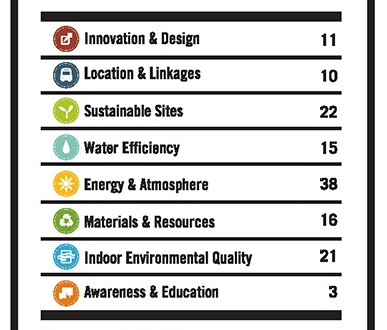 Innovation & Design 11
Location & Linkages 10
Sustainable Sites 22
Water Efficiency 15
Energy & Atmosphere 38
Materials & Resources 16
Indoor Environmental Quality 21
Awareness & Education 3